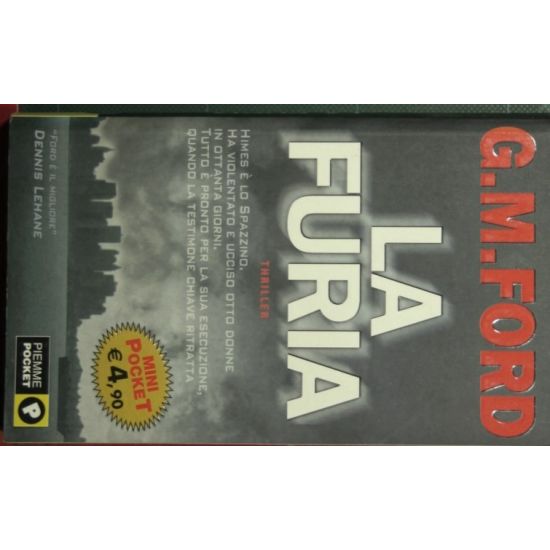 G.M.FORD
LA
FURIA
THRILLER
HIMES È LO SPAZZINO.
HA VIOLENTATO E UCCISO OTTO DONNE
IN OTTANTA GIORNI.
TUTTO È PRONTO PER LA SUA ESECUZIONE,
QUANDO LA TESTIMONE CHIAVE RITRATTA
MINI
POCKET
€ 4,90
"FORD È IL MIGLIORE"
DENNIS LEHANE
PIEMME
POCKET
P